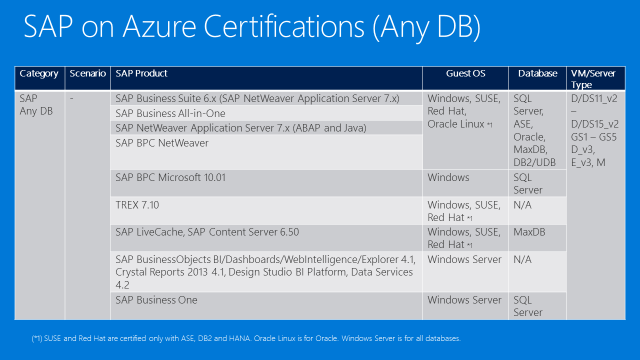 SAP on Azure Certifications (Any DB)
Category Scenario SAP Product Guest OS Database VM/Server Type
SAP Any DB
-
SAP Business Suite 6.x (SAP NetWeaver Application Server 7.x)
SAP Business All-in-One
SAP NetWeaver Application Server 7.x (ABAP and Java)
SAP BPC NetWeaver
Windows, SUSE,
Red Hat,
Oracle Linux *1
SQL
Server,
ASE,
Oracle,
MaxDB,
DB2/UDB
D/DS11_v2
–
D/DS15_v2
GS1 – GS5
D_v3,
E_v3, M
SAP BPC Microsoft 10.01
Windows
SQL
Server
TREX 7.10
Windows, SUSE,
Red Hat *1
N/A
SAP LiveCache, SAP Content Server 6.50
Windows, SUSE,
Red Hat *1
MaxDB
SAP BusinessObjects BI/Dashboards/WebIntelligence/Explorer 4.1,
Crystal Reports 2013 4.1, Design Studio BI Platform, Data Services
4.2
Windows Server
N/A
SAP Business One
Windows Server
SQL
Server
(*1) SUSE and Red Hat are certified only with ASE, DB2 and HANA. Oracle Linux is for Oracle. Windows Server is for all databases.